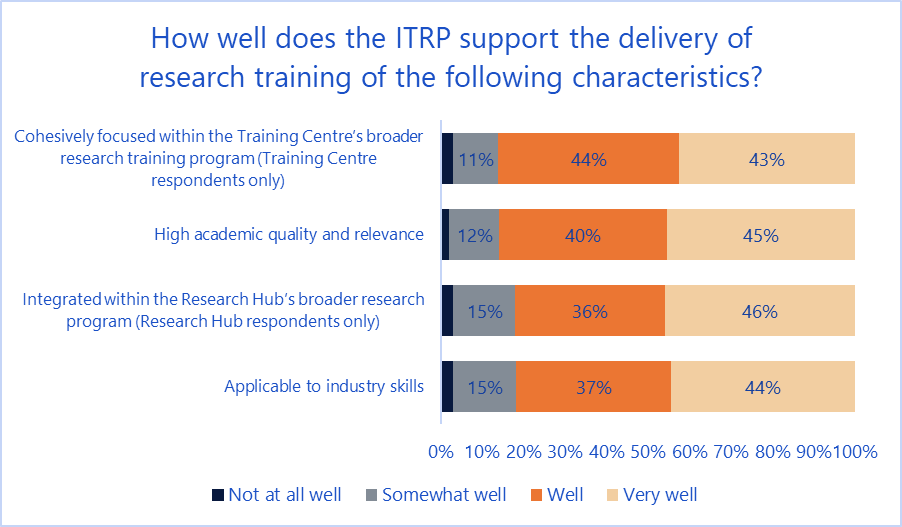 How well does the ITRP support the delivery of
research training of the following characteristics?
Cohesively focused within the Training Centre's broader
research training program (Training Centre
respondents only)
11% 44% 43%
High academic quality and relevance
12% 40% 45%
Integrated within the Research Hub's broader research
program (Research Hub respondents only)
15% 36% 46%
Applicable to industry skills
15% 37% 44%
0% 10% 20% 30% 40% 50% 60% 70% 80% 90% 100%
Not at all well Somewhat well Well Very well